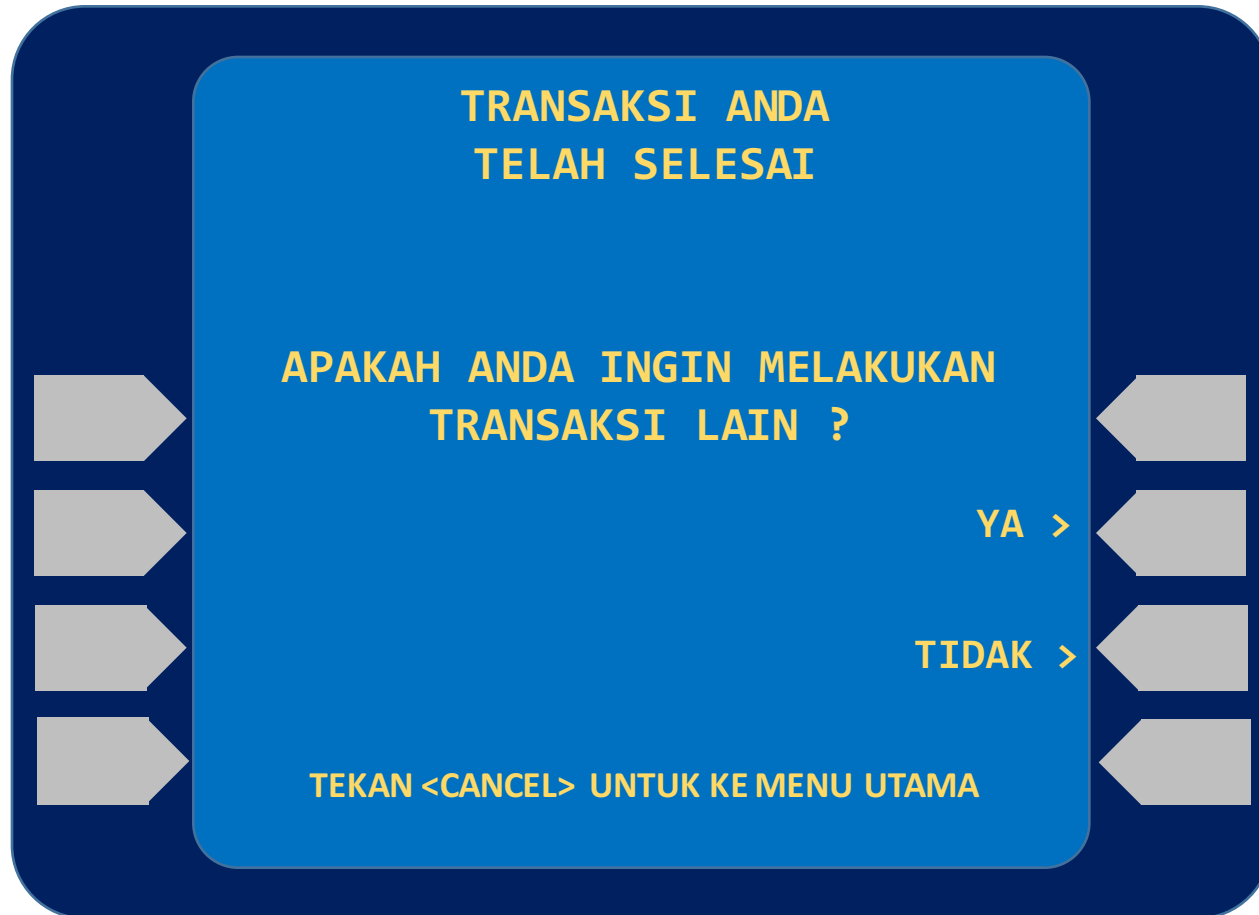 TRANSAKSI ANDA
TELAH SELESAI
APAKAH ANDA INGIN MELAKUKAN
TRANSAKSI LAIN ?
YA >
TIDAK >
TEKAN <CANCEL> UNTUK KE MENU UTAMA